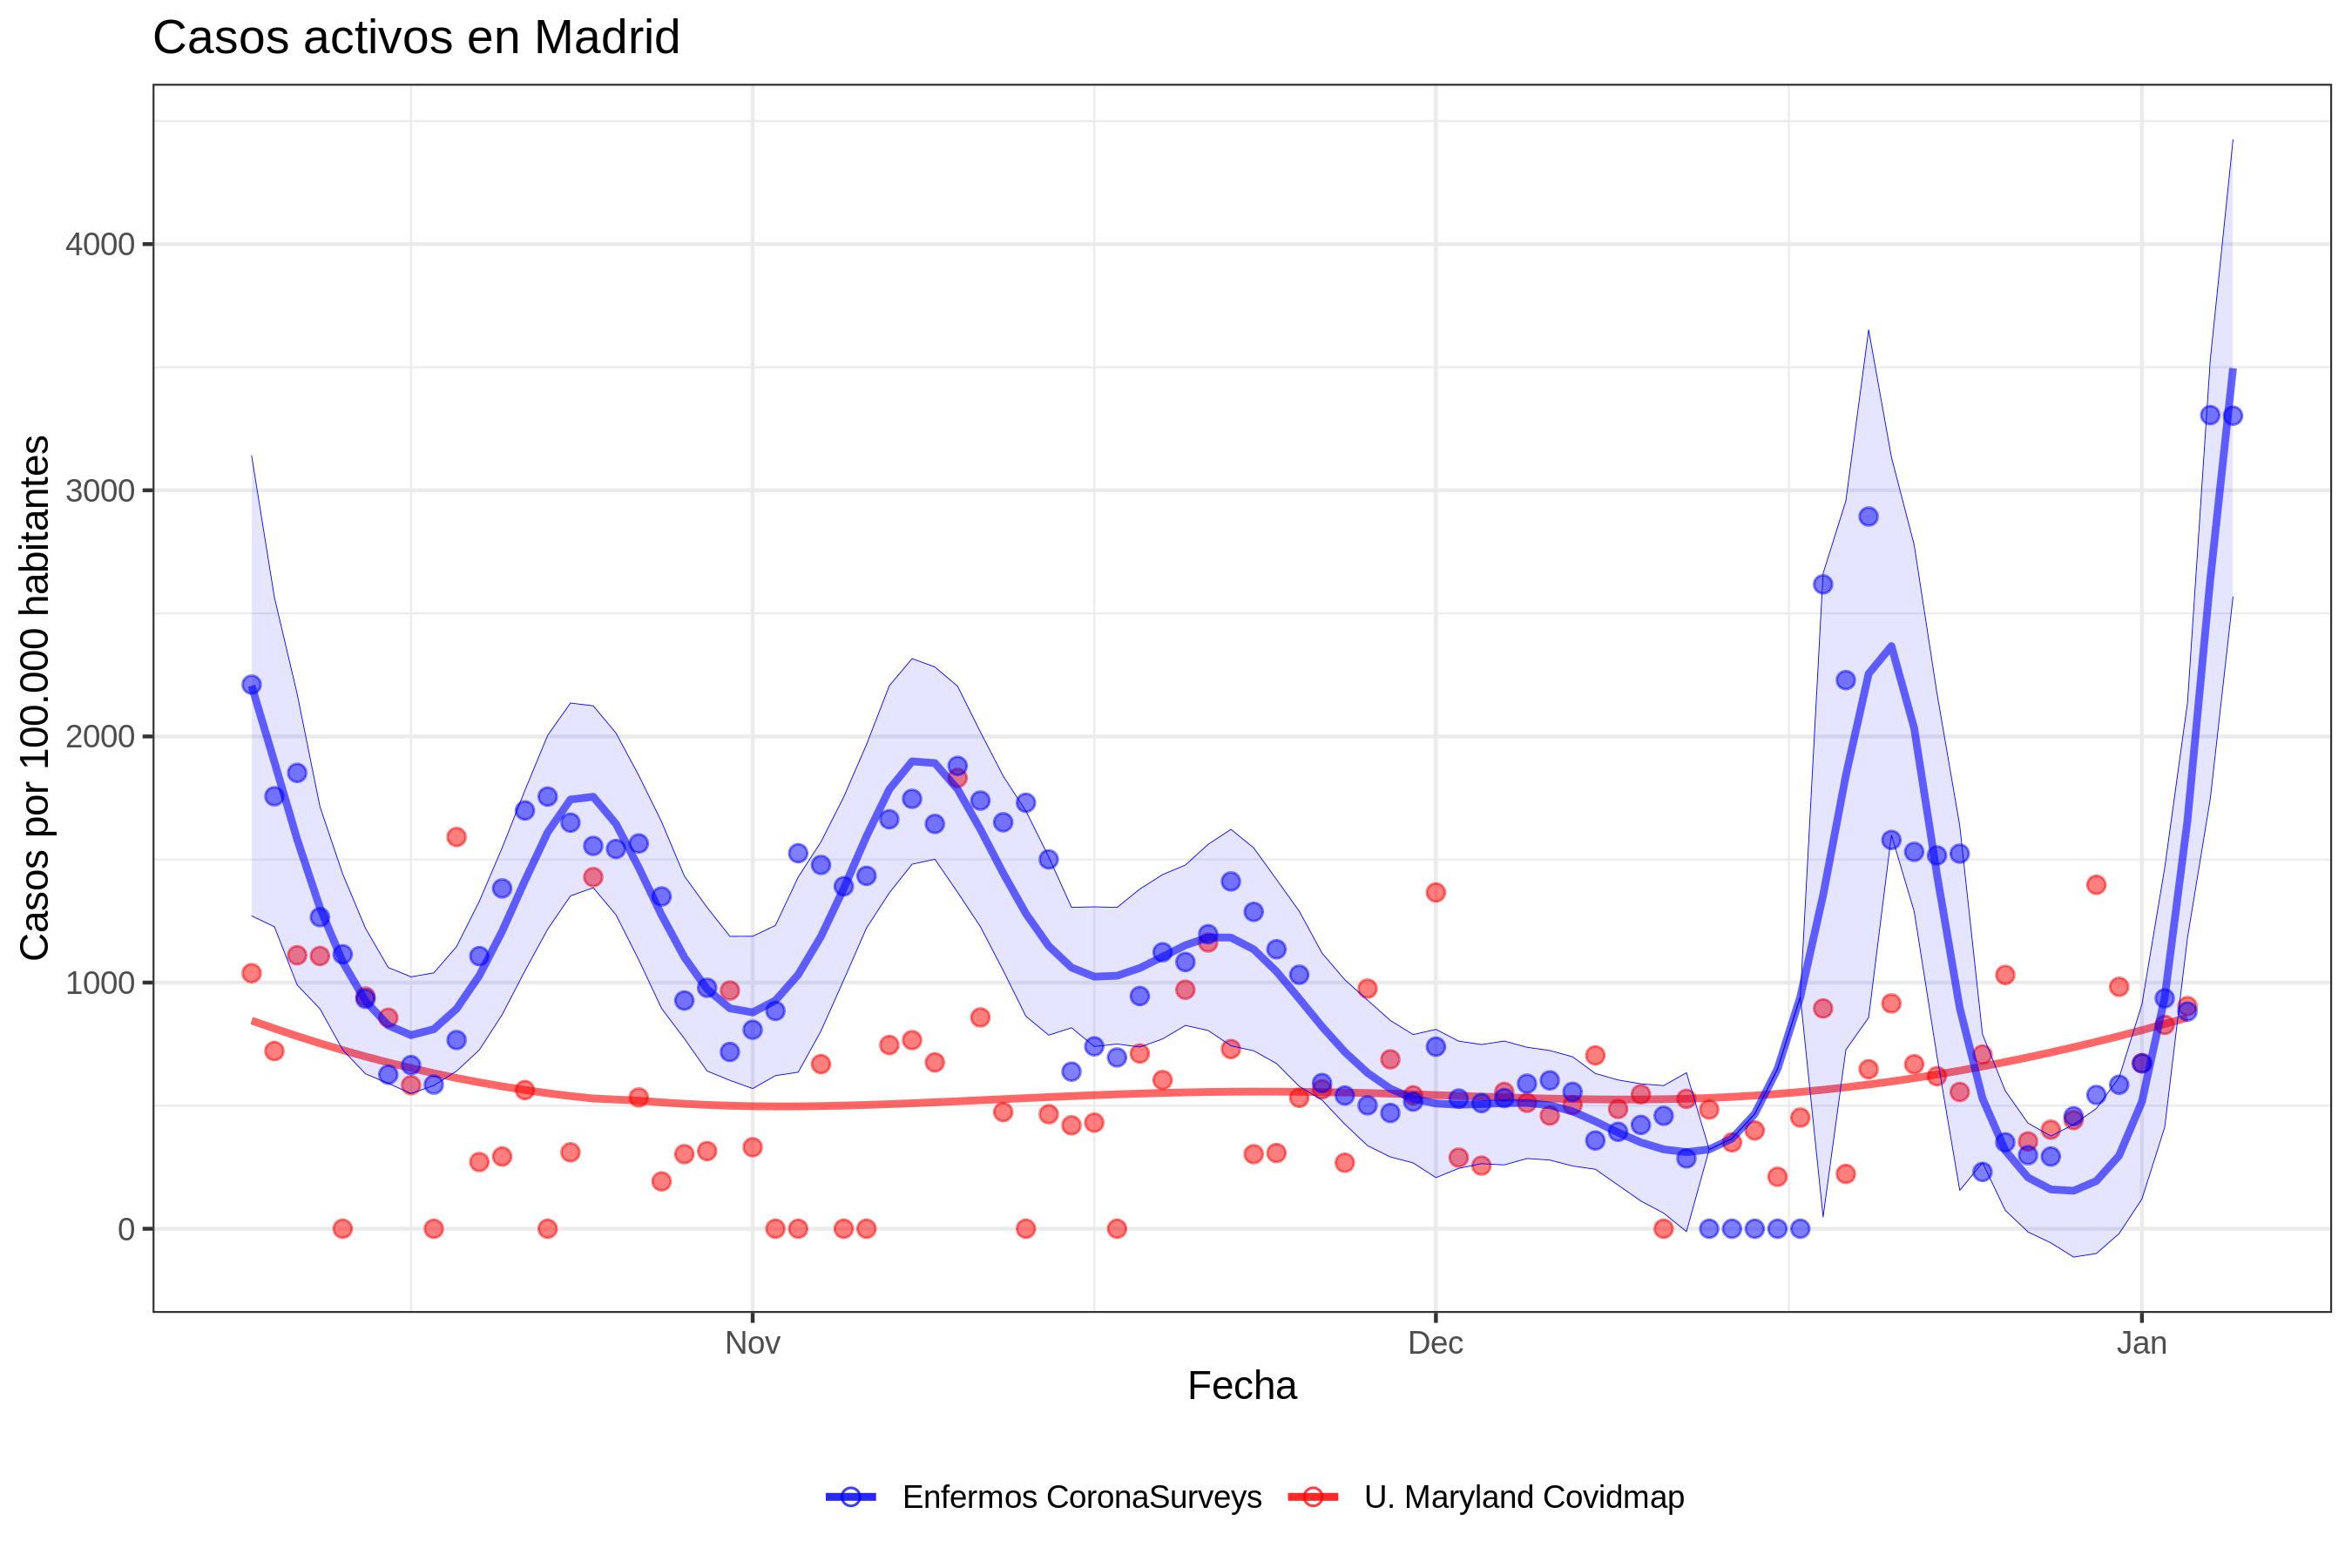 Casos activos en Madrid
Casos por 100.000 habitantes
4000
3000
2000
1000
0
Nov Dec Jan
Fecha
Enfermos CoronaSurveys U. Maryland Covidmap